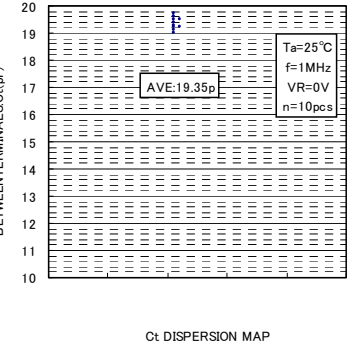 20
19
18
17
16
15
14
13
12
11
10
Ta=25℃
f=1MHz
VR=0V
n=10pcs
AVE:19.35p
Ct DISPERSION MAP